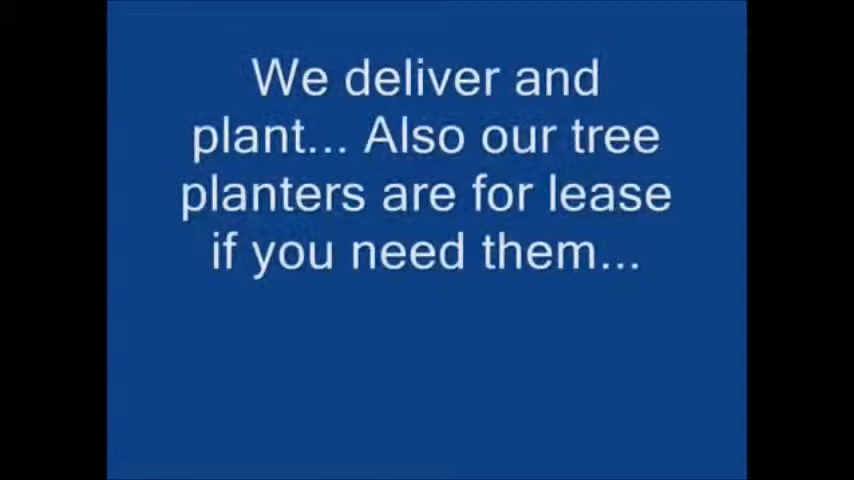 We deliver and
plant... Also our tree
planters are for lease
if you need them...